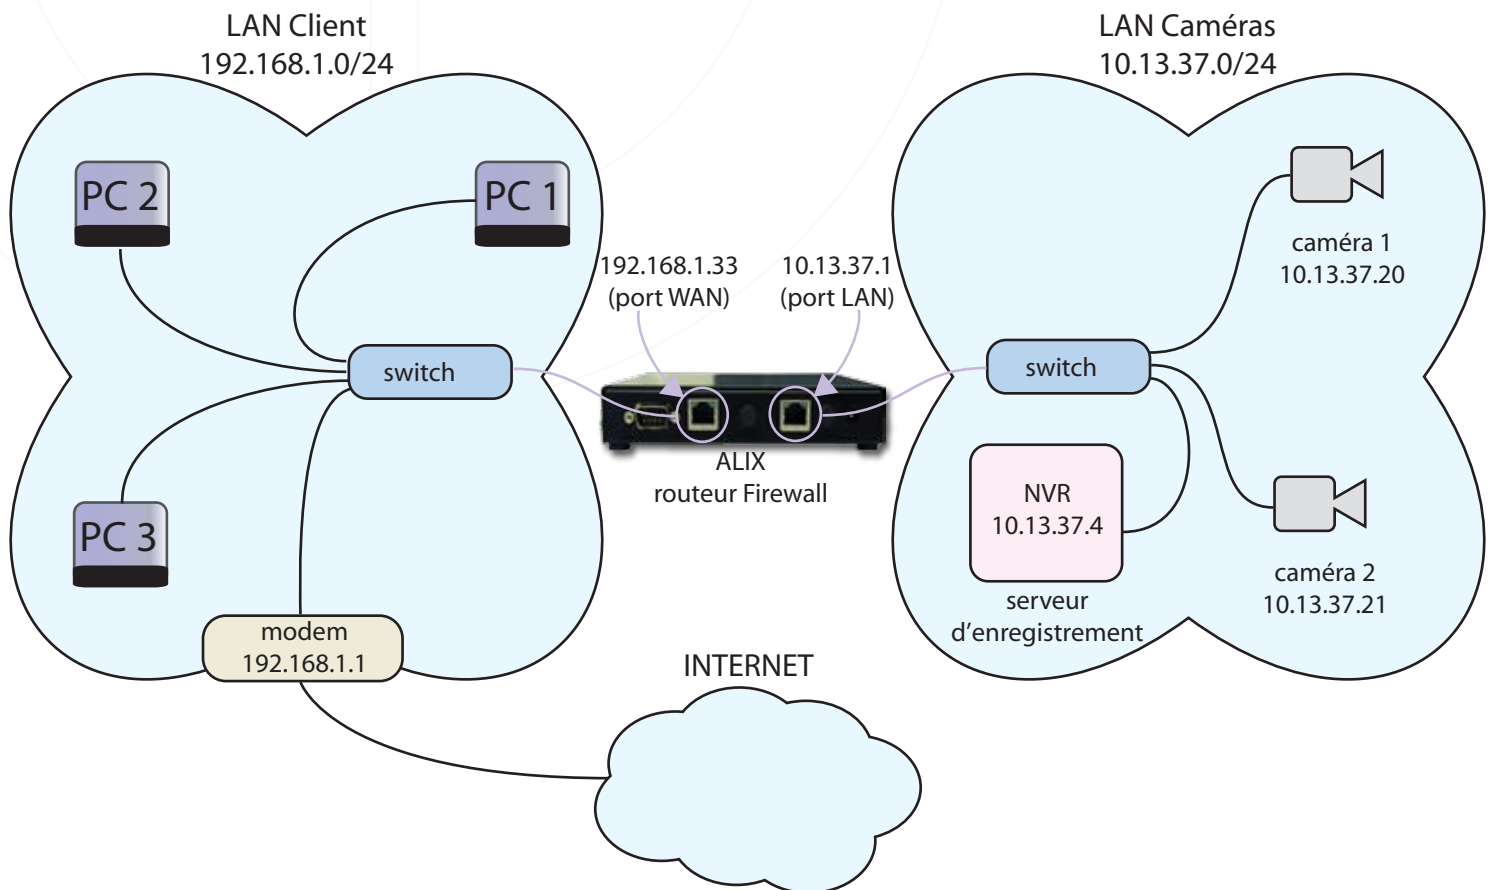 LAN Client
192.168.1.0/24
LAN Caméras
10.13.37.0/24
PC 2
PC 1
caméra 1
10.13.37.20
192.168.1.33
(port WAN)
10.13.37.1
(port LAN)
switch
switch
ALIX
routeur Firewall
NVR
10.13.37.4
PC 3
caméra 2
10.13.37.21
serveur
d’enregistrement
modem
192.168.1.1
INTERNET